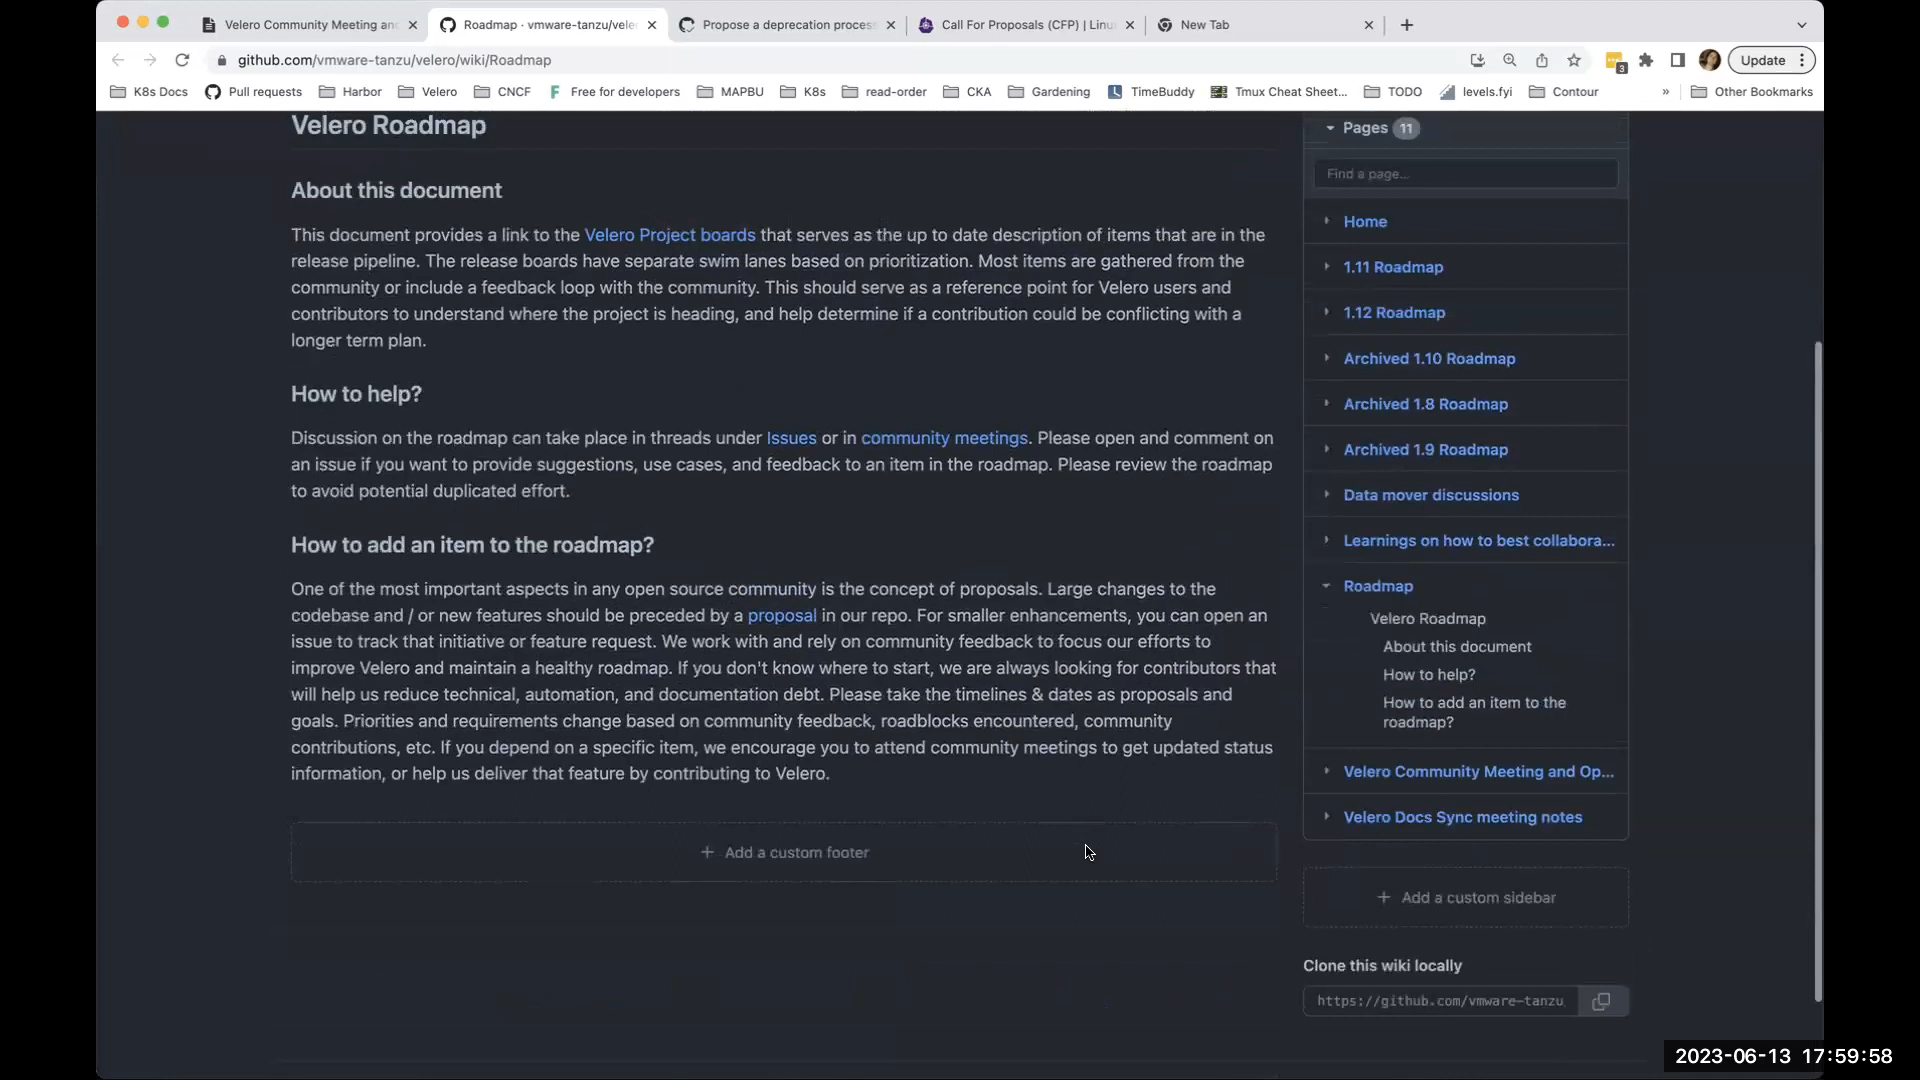 Velero Community Meeting and
Roadmap · vmware-tanzu/vele
Propose a deprecation process
Call For Proposals (CFP) | Linu
New Tab
github.com/vmware-tanzu/velero/wiki/Roadmap
3
Update
K8s Docs
Pull requests
Harbor
Velero
CNCF
Free for developers
MAPBU
K8s
read-order
CKA
Gardening
TimeBuddy
Tmux Cheat Sheet...
TODO
levels.fyi
Contour
»
Other Bookmarks
Velero Roadmap
About this document
This document provides a link to the Velero Project boards that serves as the up to date description of items that are in the
release pipeline. The release boards have separate swim lanes based on prioritization. Most items are gathered from the
community or include a feedback loop with the community. This should serve as a reference point for Velero users and
contributors to understand where the project is heading, and help determine if a contribution could be conflicting with a
longer term plan.
How to help?
Discussion on the roadmap can take place in threads under Issues or in community meetings. Please open and comment on
an issue if you want to provide suggestions, use cases, and feedback to an item in the roadmap. Please review the roadmap
to avoid potential duplicated effort.
How to add an item to the roadmap?
One of the most important aspects in any open source community is the concept of proposals. Large changes to the
codebase and / or new features should be preceded by a proposal in our repo. For smaller enhancements, you can open an
issue to track that initiative or feature request. We work with and rely on community feedback to focus our efforts to
improve Velero and maintain a healthy roadmap. If you don't know where to start, we are always looking for contributors that
will help us reduce technical, automation, and documentation debt. Please take the timelines & dates as proposals and
goals. Priorities and requirements change based on community feedback, roadblocks encountered, community
contributions, etc. If you depend on a specific item, we encourage you to attend community meetings to get updated status
information, or help us deliver that feature by contributing to Velero.
+ Add a custom footer
Pages 11
Find a page...
Home
1.11 Roadmap
1.12 Roadmap
Archived 1.10 Roadmap
Archived 1.8 Roadmap
Archived 1.9 Roadmap
Data mover discussions
Learnings on how to best collabora...
Roadmap
Velero Roadmap
About this document
How to help?
How to add an item to the
roadmap?
Velero Community Meeting and Op...
Velero Docs Sync meeting notes
+ Add a custom sidebar
Clone this wiki locally
https://github.com/vmware-tanzu
2023-06-13 17:59:58